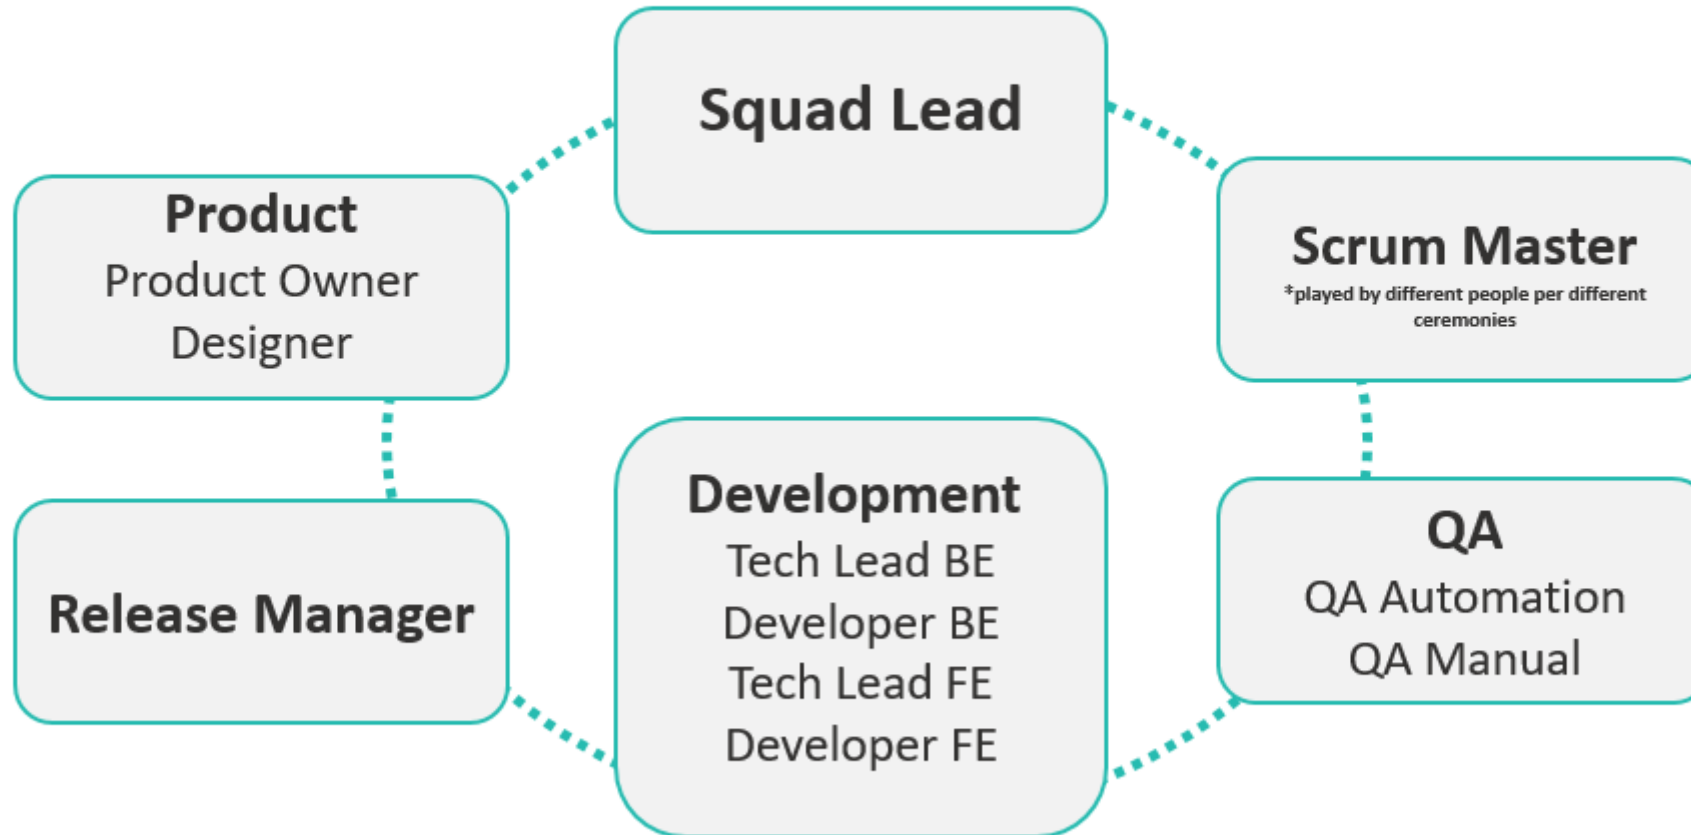 Squad Lead
Product
Product Owner
Designer
Scrum Master
*played by different people per different
ceremonies
Release Manager
Development
Tech Lead BE
Developer BE
Tech Lead FE
Developer FE
QA
QA Automation
QA Manual